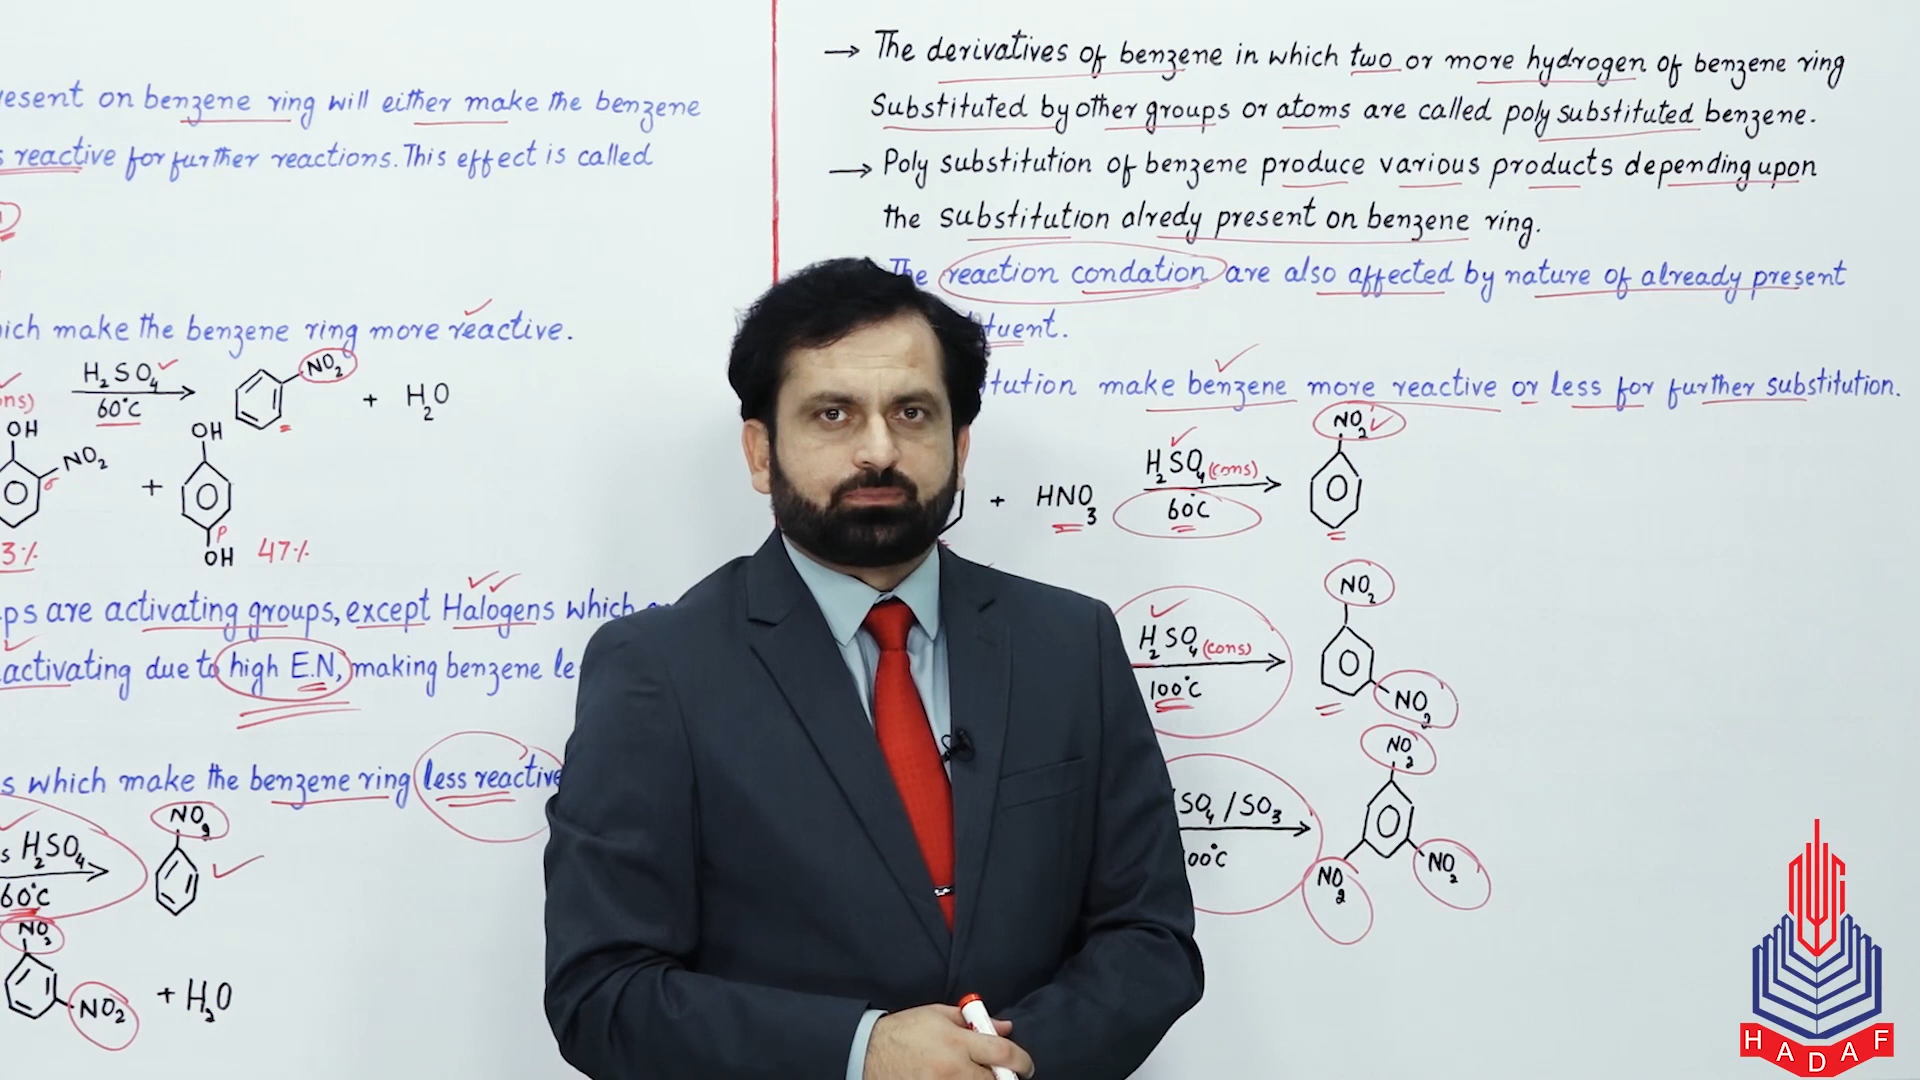 esent on benzene ring will either make the benzene
s reactive for further reactions. This effect is called
hich make the benzene ring more reactive.
ons) H2SO4 60°C NO2 + H2O
OH NO2 o + OH P OH
3% 47%
ps are activating groups, except Halogens which
activating due to high E.N, making benzene le
s which make the benzene ring less reactive
s H2SO4 60°C NO2
NO2 NO2 + H2O
→ The derivatives of benzene in which two or more hydrogen of benzene ring
Substituted by other groups or atoms are called poly substituted benzene.
→ Poly substitution of benzene produce various products depending upon
the substitution alredy present on benzene ring.
The reaction condation are also affected by nature of already present
tuent.
tution make benzene more reactive or less for further substitution.
+ HNO3 H2SO4 (cons) 60°C NO2
H2SO4 (cons) 100°C NO2 NO2
SO4 / SO3 00°C NO2 NO2 NO2
HADAF